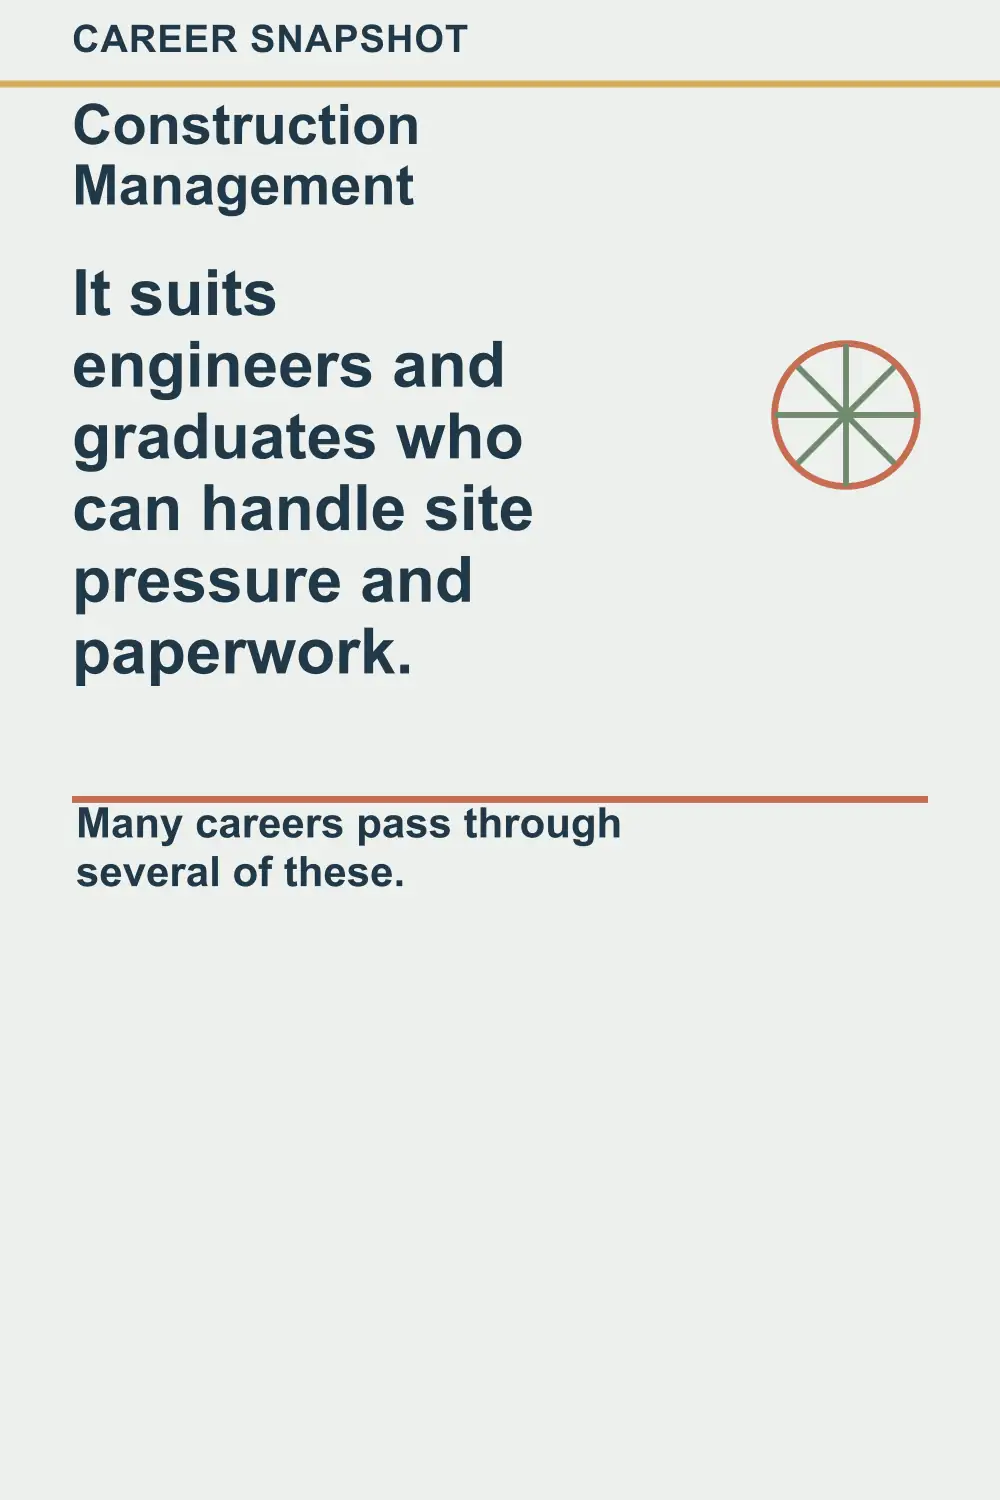 CAREER SNAPSHOT
Construction
Management
It suits
engineers and
graduates who
can handle site
pressure and
paperwork.
Many careers pass through
several of these.